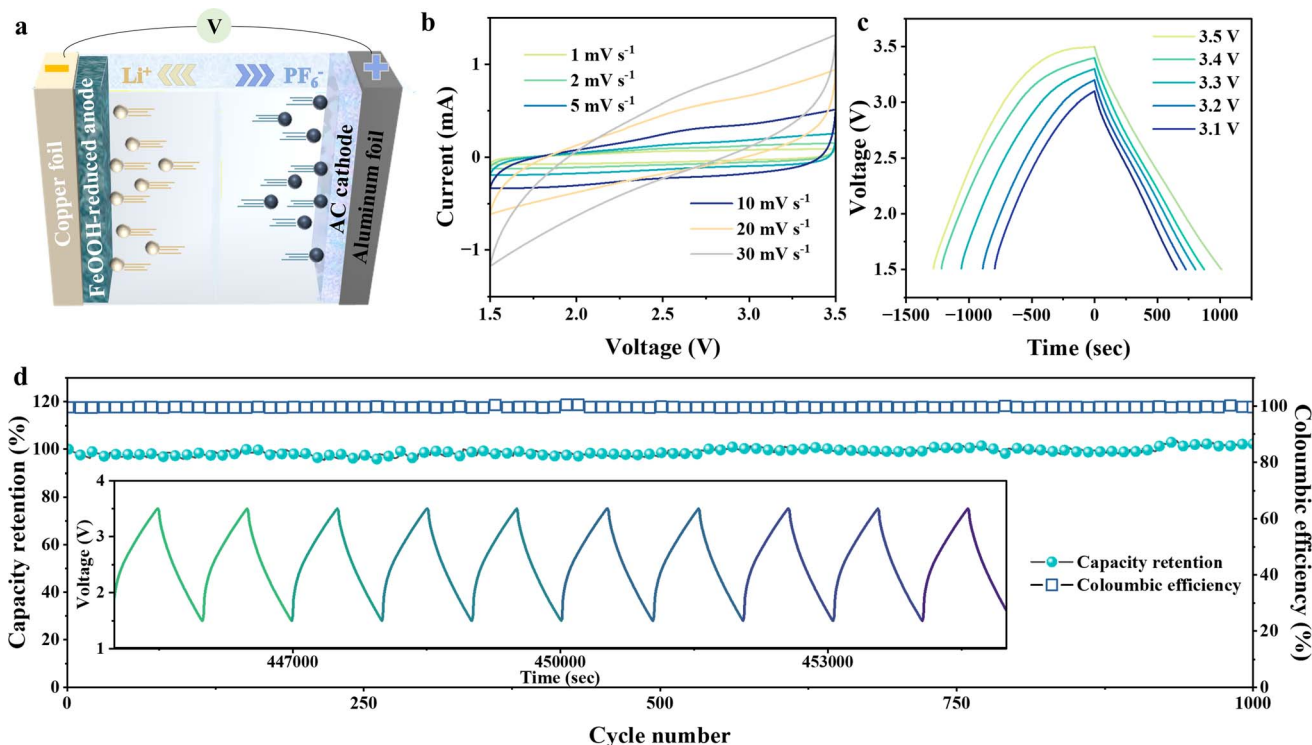 a
V
Li⁺
PF₆⁻
Copper foil
FeOOH-reduced anode
AC cathode
Aluminum foil
b
1 mV s⁻¹
2 mV s⁻¹
5 mV s⁻¹
10 mV s⁻¹
20 mV s⁻¹
30 mV s⁻¹
Current (mA)
1
0
−1
1.5 2.0 2.5 3.0 3.5
Voltage (V)
c
3.5 V
3.4 V
3.3 V
3.2 V
3.1 V
Voltage (V)
3.5
3.0
2.5
2.0
1.5
−1500 −1000 −500 0 500 1000
Time (sec)
d
Capacity retention (%)
120
100
80
60
40
20
0
Voltage (V)
4
3
2
1
447000 450000 453000
Time (sec)
Capacity retention
Coloumbic efficiency
100
80
60
40
20
0
Coloumbic efficiency (%)
0 250 500 750 1000
Cycle number